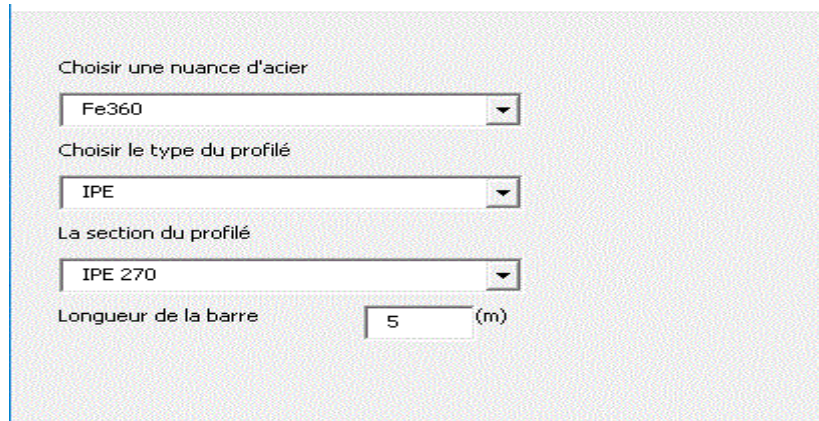 Choisir une nuance d'acier
Fe360
Choisir le type du profilé
IPE
La section du profilé
IPE 270
Longueur de la barre 5 (m)